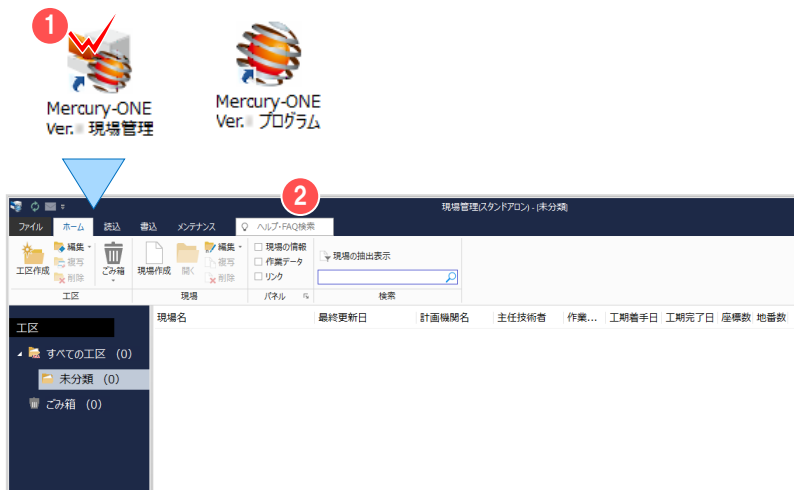 1
Mercury-ONE
Ver. 現場管理
Mercury-ONE
Ver. プログラム
2
現場管理(スタンドアロン) - [未分類]
ファイル ホーム 読込 書込 メンテナンス ヘルプ・FAQ検索
工区作成 編集 複写 削除 ごみ箱
工区
現場作成 開く 編集 複写 削除
現場
現場の情報
作業データ
リンク
パネル
現場の抽出表示
検索
工区
すべての工区 (0)
未分類 (0)
ごみ箱 (0)
現場名 最終更新日 計画機関名 主任技術者 作業... 工期着手日 工期完了日 座標数 地番数